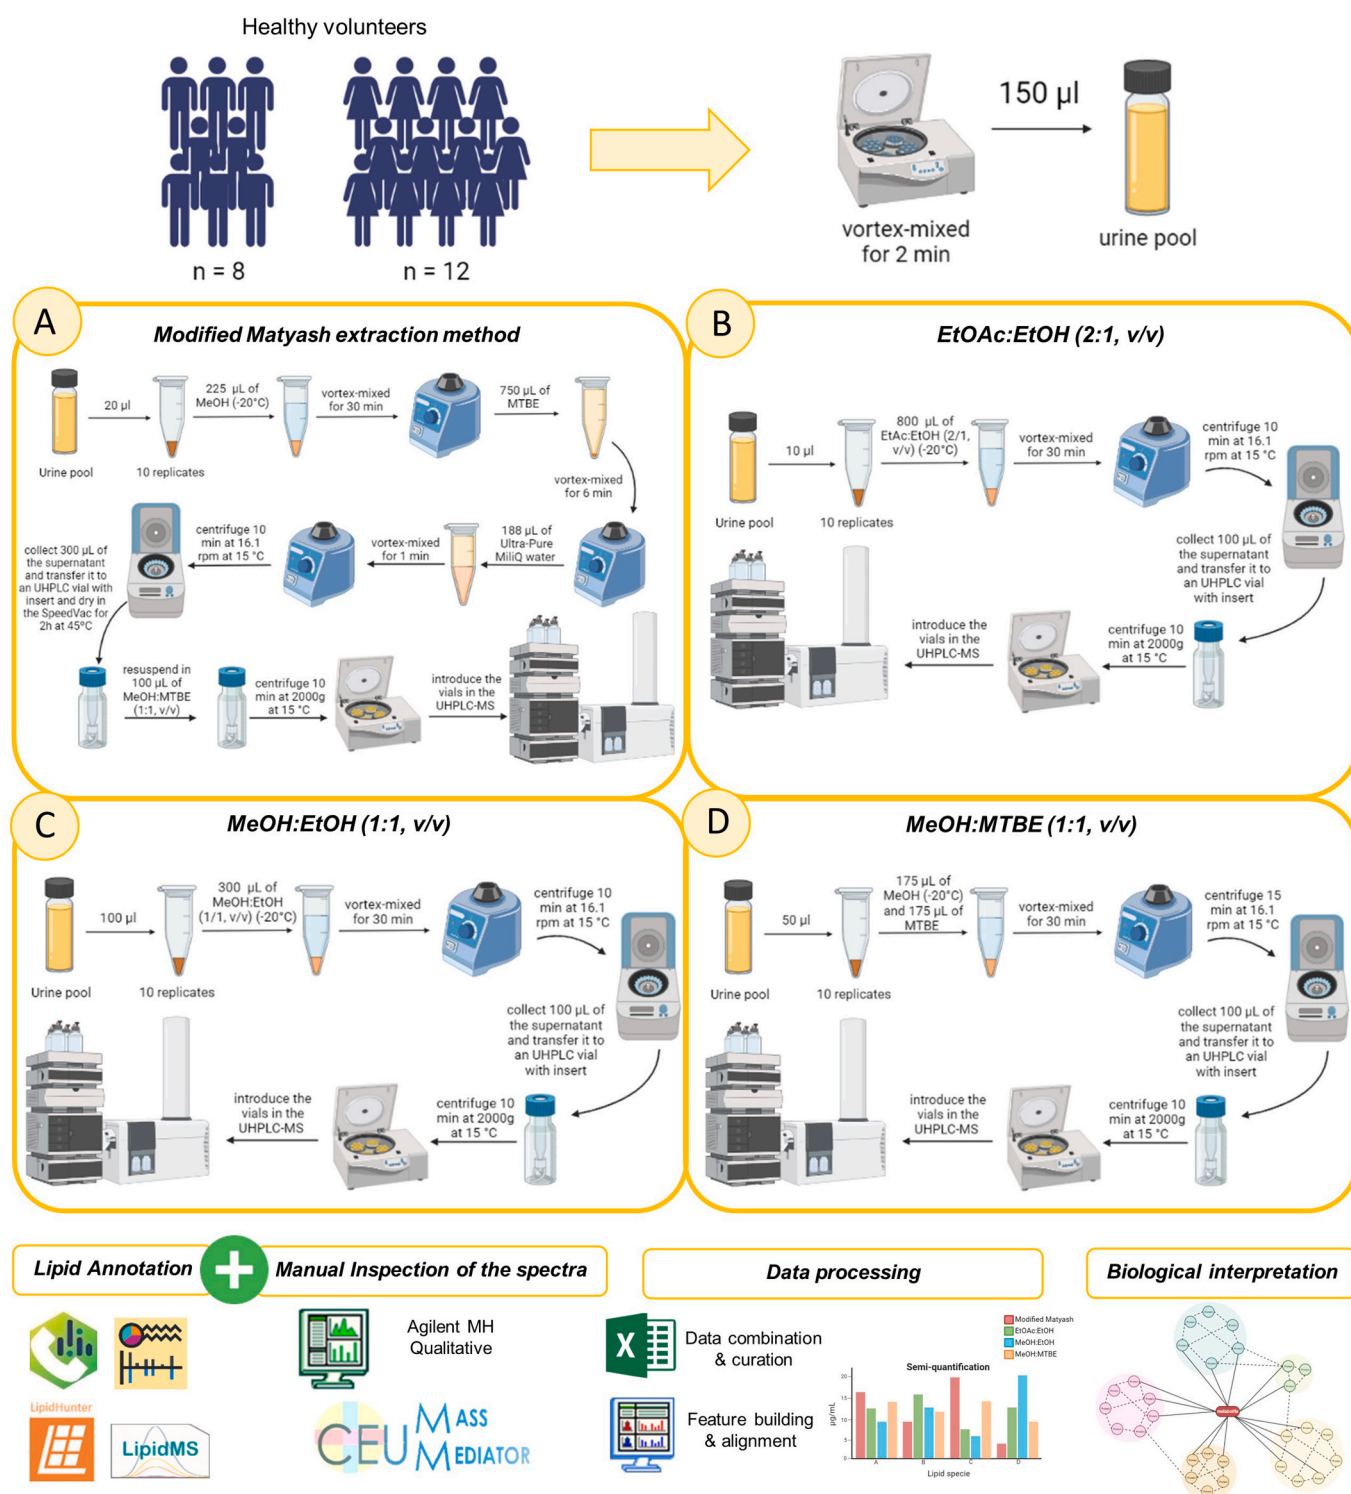 Healthy volunteers
n = 8
n = 12
150 µl
vortex-mixed
for 2 min
urine pool
A
Modified Matyash extraction method
Urine pool
20 µl
10 replicates
225 µL of
MeOH (-20°C)
vortex-mixed
for 30 min
750 µL of
MTBE
vortex-mixed
for 6 min
188 µL of
Ultra-Pure
MiliQ water
vortex-mixed
for 1 min
centrifuge 10
min at 16.1
rpm at 15 °C
collect 300 µL of
the supernatant
and transfer it to
an UHPLC vial with
insert and dry in
the SpeedVac for
2h at 45ºC
resuspend in
100 µL of
MeOH:MTBE
(1:1, v/v)
centrifuge 10
min at 2000g
at 15 °C
introduce the
vials in the
UHPLC-MS
B
EtOAc:EtOH (2:1, v/v)
Urine pool
10 µl
10 replicates
800 µL of
EtAc:EtOH (2/1,
v/v) (-20°C)
vortex-mixed
for 30 min
centrifuge 10
min at 16.1
rpm at 15 °C
collect 100 µL of
the supernatant
and transfer it to
an UHPLC vial
with insert
centrifuge 10
min at 2000g
at 15 °C
introduce the
vials in the
UHPLC-MS
C
MeOH:EtOH (1:1, v/v)
Urine pool
100 µl
10 replicates
300 µL of
MeOH:EtOH
(1/1, v/v) (-20°C)
vortex-mixed
for 30 min
centrifuge 10
min at 16.1
rpm at 15 °C
collect 100 µL of
the supernatant
and transfer it to
an UHPLC vial
with insert
centrifuge 10
min at 2000g
at 15 °C
introduce the
vials in the
UHPLC-MS
D
MeOH:MTBE (1:1, v/v)
Urine pool
50 µl
10 replicates
175 µL of
MeOH (-20°C)
and 175 µL of
MTBE
vortex-mixed
for 30 min
centrifuge 15
min at 16.1
rpm at 15 °C
collect 100 µL of
the supernatant
and transfer it to
an UHPLC vial
with insert
centrifuge 10
min at 2000g
at 15 °C
introduce the
vials in the
UHPLC-MS
Lipid Annotation
Manual Inspection of the spectra
Data processing
Biological interpretation
LipidHunter
LipidMS
Agilent MH
Qualitative
CEU MASS
MEDIATOR
X
Data combination
& curation
Feature building
& alignment
Modified Matyash
EtOAc:EtOH
MeOH:EtOH
MeOH:MTBE
Semi-quantification
µg/mL
20
15
10
5
0
A
B
C
D
Lipid specie
metabolite